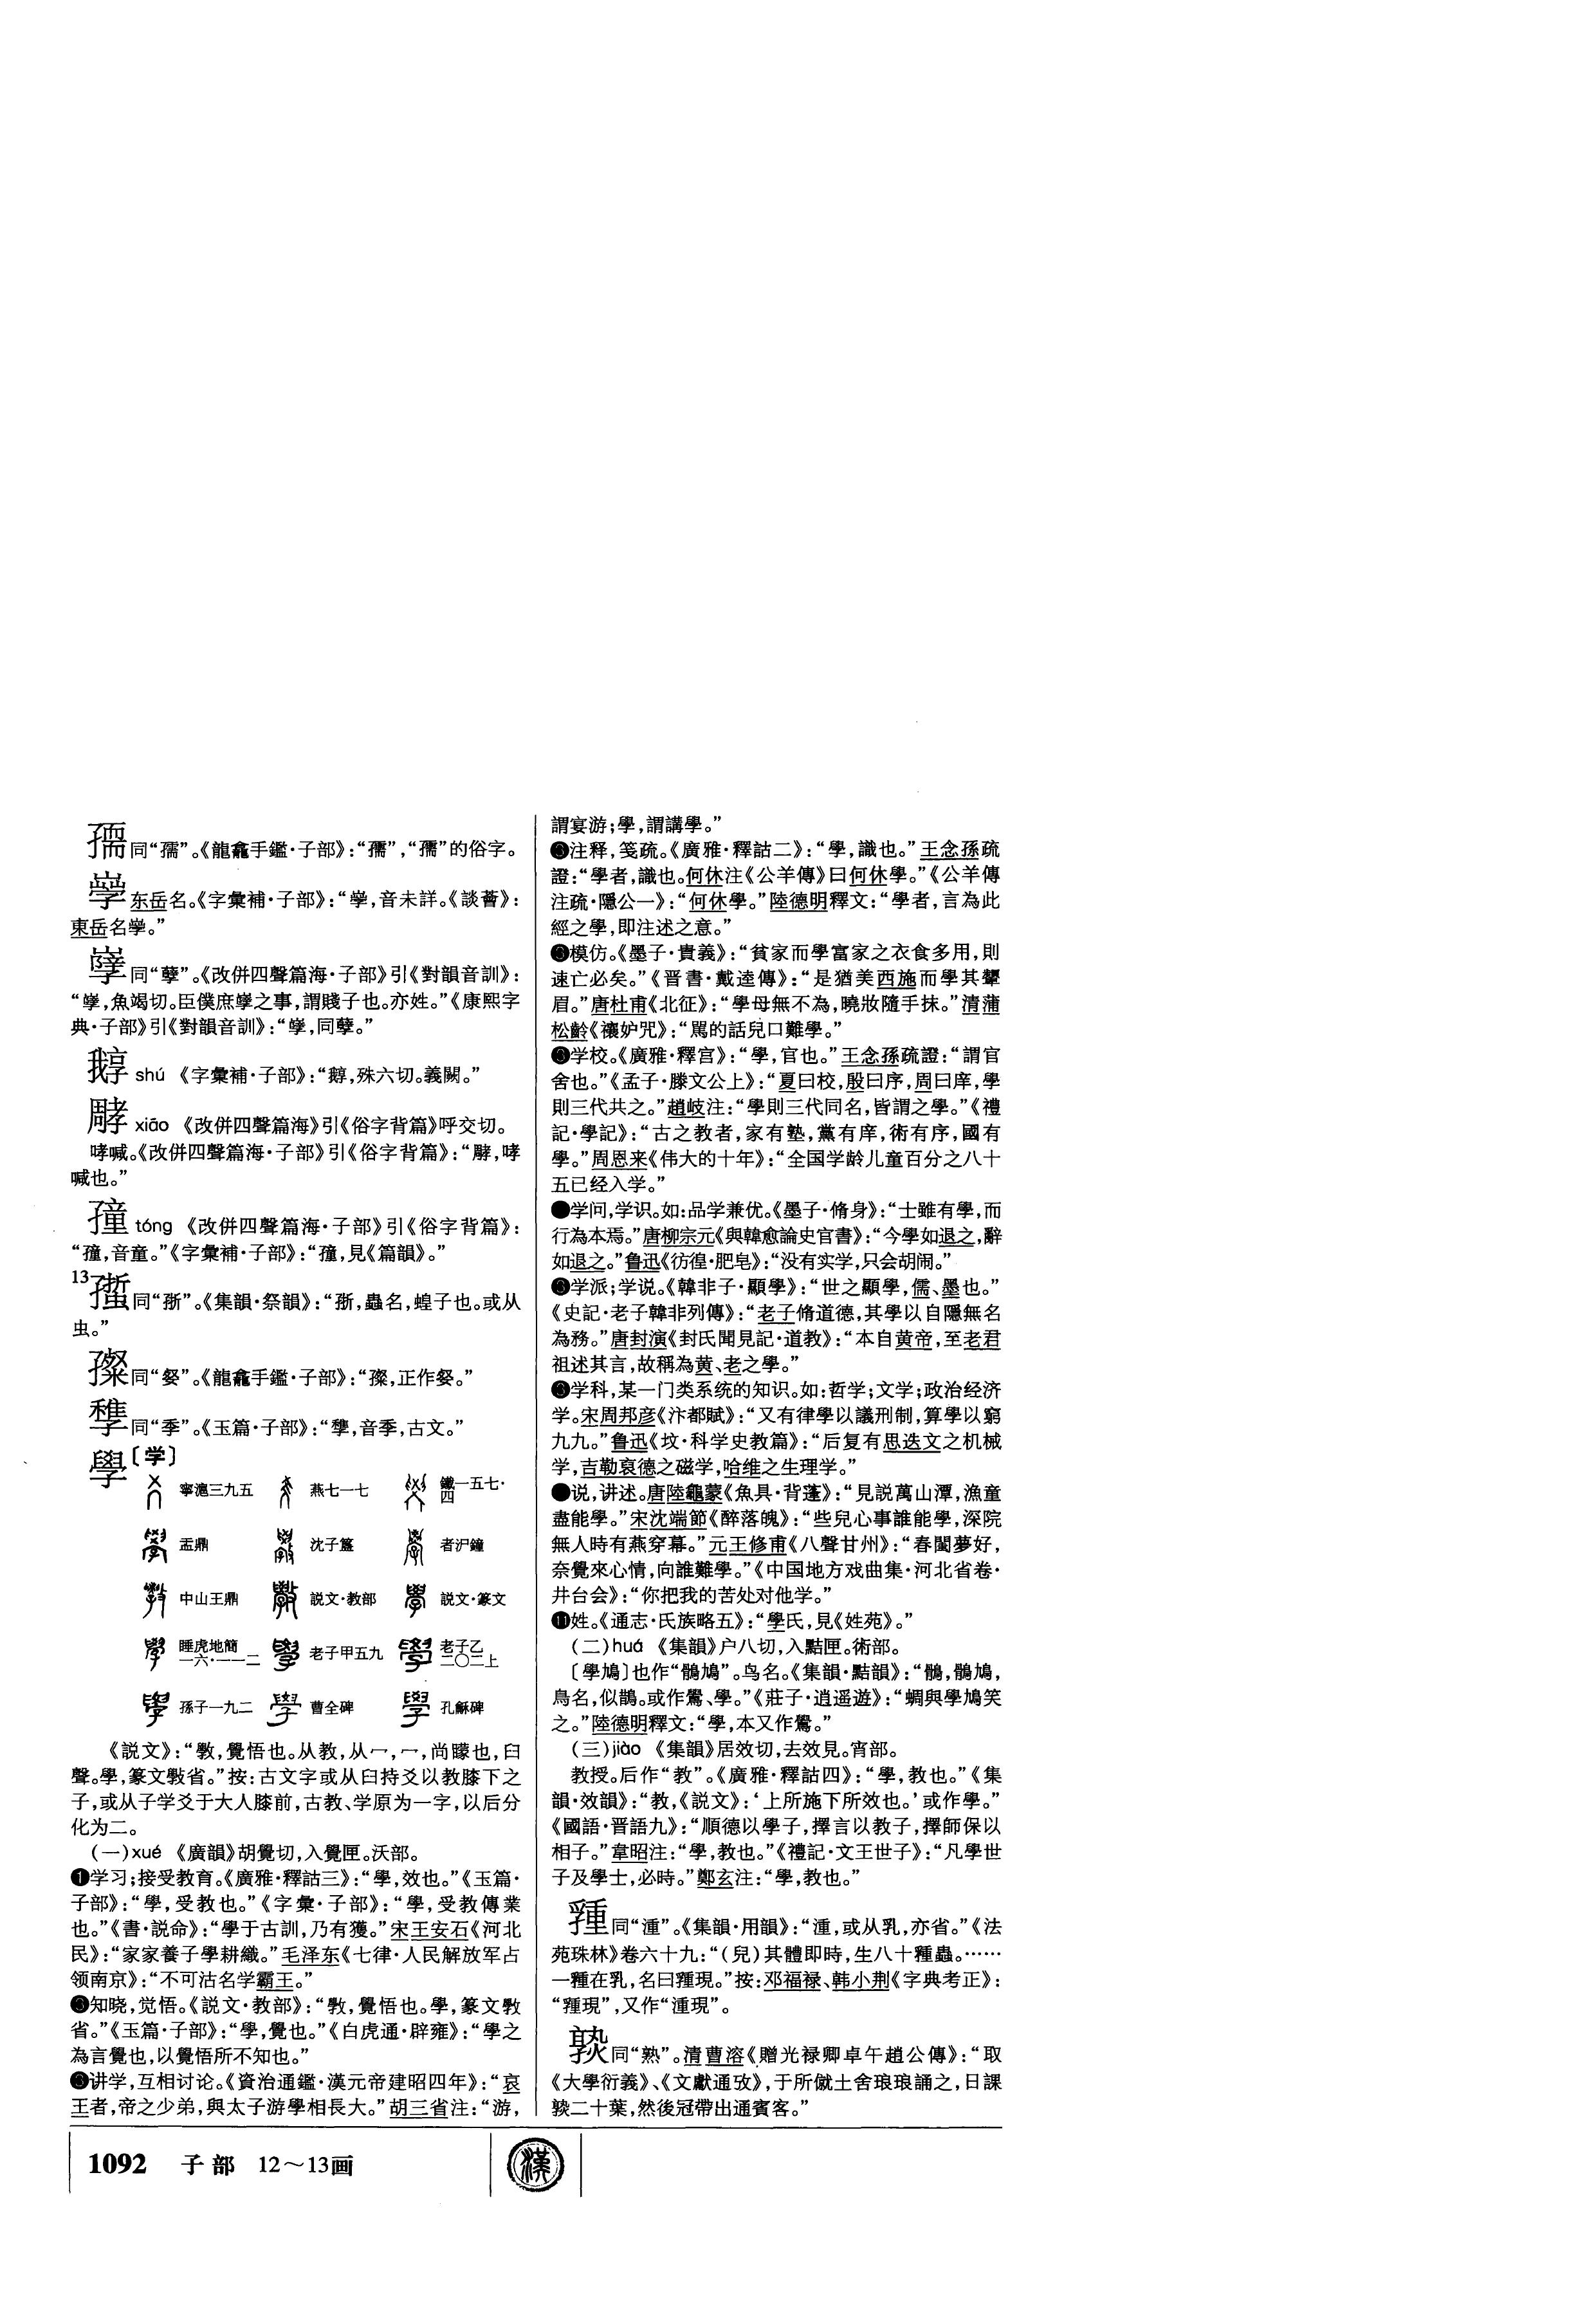 同“孺”。《龍龕手鑑·子部》：“𡦗”，“孺”的俗字。
东岳名。《字彙補·子部》：“㠋，音未詳。《談薈》：
東岳名
同“孽”。《改併四聲篇海·子部》引《對韻音訓》：
魚竭切。臣僕庶孼之事，謂賤子也。亦姓。”《康熙字
典·子部》引《對韻音訓》：
同孽。”
shú 《字彙補·子部》：
殊六切。義闕。”
xiāo 《改併四聲篇海》引《俗字背篇》呼交切。
哮喊。《改併四聲篇海·子部》引《俗字背篇》：
哮
喊也。”
tóng 《改併四聲篇海·子部》引《俗字背篇》：
音童。”《字彙補·子部》：
見《篇韻》。”
13
《集韻·祭韻》：
蟲名，蝗子也。或从
虫。”
《龍龕手鑑·子部》：
同“季”。《玉篇·子部》：
音季，古文。”
學〔学〕
寧滬三九五 燕七一七 鐵一五七·四
盂鼎 沈子簋 者沪鐘
中山王鼎 説文·教部 説文·篆文
睡虎地簡一六·一一二 老子甲五九 老子乙二〇二上
孫子一九二 曹全碑 孔龢碑
《説文》：“斆，覺悟也。从教，从冖，冖，尚矇也，臼
聲。學，篆文斆省。”按：古文字或从臼持爻以教膝下之
子，或从子学爻于大人膝前，古教、学原为一字，以后分
化为二。
（一）xué 《廣韻》胡覺切，入覺匣。沃部。
❶学习；接受教育。《廣雅·釋詁三》：“學，效也。”《玉篇·
子部》：“學，受教也。”《字彙·子部》：“學，受教傳業
也。”《書·説命》：“學于古訓，乃有獲。”宋王安石《河北
民》：“家家養子學耕織。”毛泽东《七律·人民解放军占
领南京》：“不可沽名学霸王。”
知晓，觉悟。《説文·教部》：“斆，覺悟也。學，篆文斆
省。”《玉篇·子部》：“學，覺也。”《白虎通·辟雍》：“學之
為言覺也，以覺悟所不知也。”
讲学，互相讨论。《資治通鑑·漢元帝建昭四年》：“哀
王者，帝之少弟，與太子游學相長大。”胡三省注：“游，
謂宴游；學，謂講學。”
注释，笺疏。《廣雅·釋詁二》：“學，識也。”王念孫疏
證：“學者，識也。何休注《公羊傳》曰何休學。”《公羊傳
注疏·隱公一》：“何休學。”陸德明釋文：“學者，言為此
經之學，即注述之意。”
模仿。《墨子·貴義》：“貧家而學富家之衣食多用，則
速亡必矣。”《晋書·戴逵傳》：“是猶美西施而學其顰
眉。”唐杜甫《北征》：“學母無不為，曉妝隨手抹。”清蒲
松齡《禳妒咒》：“駡的話兒口難學。”
学校。《廣雅·釋宫》：“學，官也。”王念孫疏證：“謂官
舍也。”《孟子·滕文公上》：“夏曰校，殷曰序，周曰庠，學
則三代共之。”趙岐注：“學則三代同名，皆謂之學。”《禮
記·學記》：“古之教者，家有塾，黨有庠，術有序，國有
學。”周恩来《伟大的十年》：“全国学龄儿童百分之八十
五已经入学。”
●学问，学识。如：品学兼优。《墨子·脩身》：“士雖有學，而
行為本焉。”唐柳宗元《與韓愈論史官書》：“今學如退之，辭
如退之。”鲁迅《彷徨·肥皂》：“没有实学，只会胡闹。”
学派；学说。《韓非子·顯學》：“世之顯學，儒、墨也。”
《史記·老子韓非列傳》：“老子脩道德，其學以自隱無名
為務。”唐封演《封氏聞見記·道教》：“本自黄帝，至老君
祖述其言，故稱為黄、老之學。”
学科，某一门类系统的知识。如：哲学；文学；政治经济
学。宋周邦彦《汴都賦》：“又有律學以議刑制，算學以窮
九九。”鲁迅《坟·科学史教篇》：“后复有思迭文之机械
学，吉勒裒德之磁学，哈维之生理学。”
●说，讲述。唐陸龜蒙《魚具·背蓬》：“見説萬山潭，漁童
盡能學。”宋沈端節《醉落魄》：“些兒心事誰能學，深院
無人時有燕穿幕。”元王修甫《八聲甘州》：“春闌夢好，
奈覺來心情，向誰難學。”《中国地方戏曲集·河北省卷·
井台会》：“你把我的苦处对他学。”
⓫姓。《通志·氏族略五》：“學氏，見《姓苑》。”
（二）huá 《集韻》户八切，入黠匣。術部。
〔學鳩〕也作“鶻鳩”。鸟名。《集韻·黠韻》：“鶻，鶻鳩，
鳥名，似鵲。或作鷽、學。”《莊子·逍遥遊》：“蜩與學鳩笑
之。”陸德明釋文：“學，本又作鷽。”
（三）jiào 《集韻》居效切，去效見。宵部。
教授。后作“教”。《廣雅·釋詁四》：“學，教也。”《集
韻·效韻》：“教，《説文》：‘上所施下所效也。’或作學。”
《國語·晋語九》：“順德以學子，擇言以教子，擇師保以
相子。”韋昭注：“學，教也。”《禮記·文王世子》：“凡學世
子及學士，必時。”鄭玄注：“學，教也。”
同“湩”。《集韻·用韻》：“湩，或从乳，亦省。”《法
苑珠林》卷六十九：“（兒）其體即時，生八十種蟲。……
一種在乳，名曰
現。”按：邓福禄、韩小荆《字典考正》：
現”，又作“湩現”。
同“熟”。清曹溶《贈光禄卿卓午趙公傳》：“取
《大學衍義》、《文獻通攷》，于所僦土舍琅琅誦之，日課
二十葉，然後冠帶出通賓客。”
1092 子部 12～13画
漢